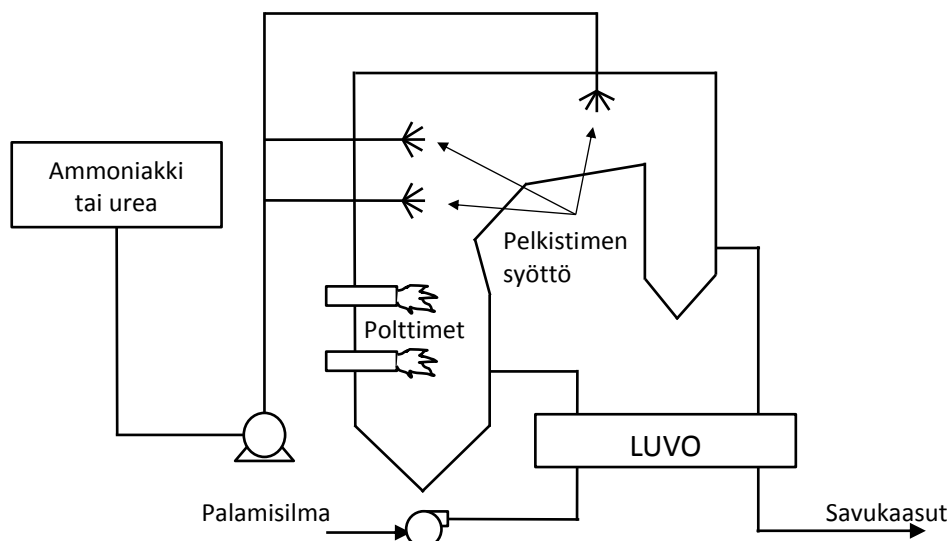 Ammoniakki
tai urea
Pelkistimen
syöttö
Polttimet
LUVO
Palamisilma
Savukaasut